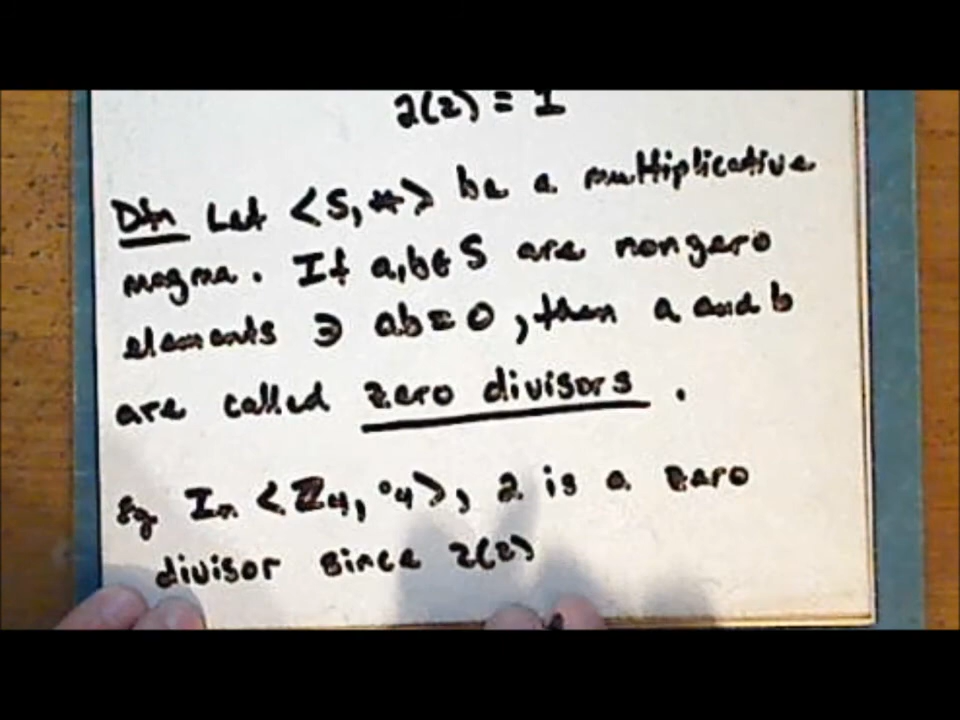 2(2) = 1
Dfn Let <S, *> be a multiplicative
magma. If a,b∈S are nonzero
elements ∋ ab=0, then a and b
are called zero divisors.
Eg. In <ℤ₄, ·₄>, 2 is a zero
divisor since 2(2)